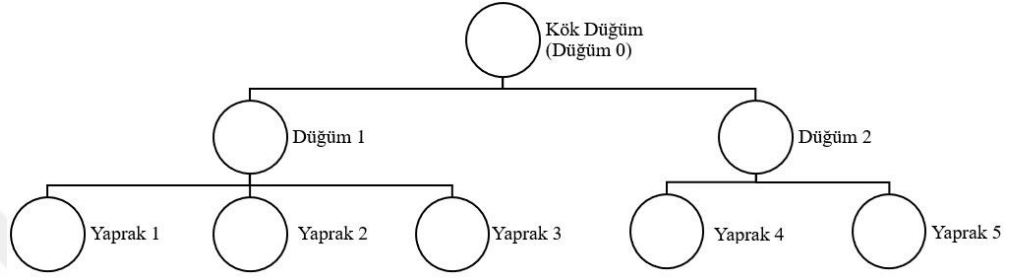 Kök Düğüm
(Düğüm 0)
Düğüm 1
Düğüm 2
Yaprak 1
Yaprak 2
Yaprak 3
Yaprak 4
Yaprak 5